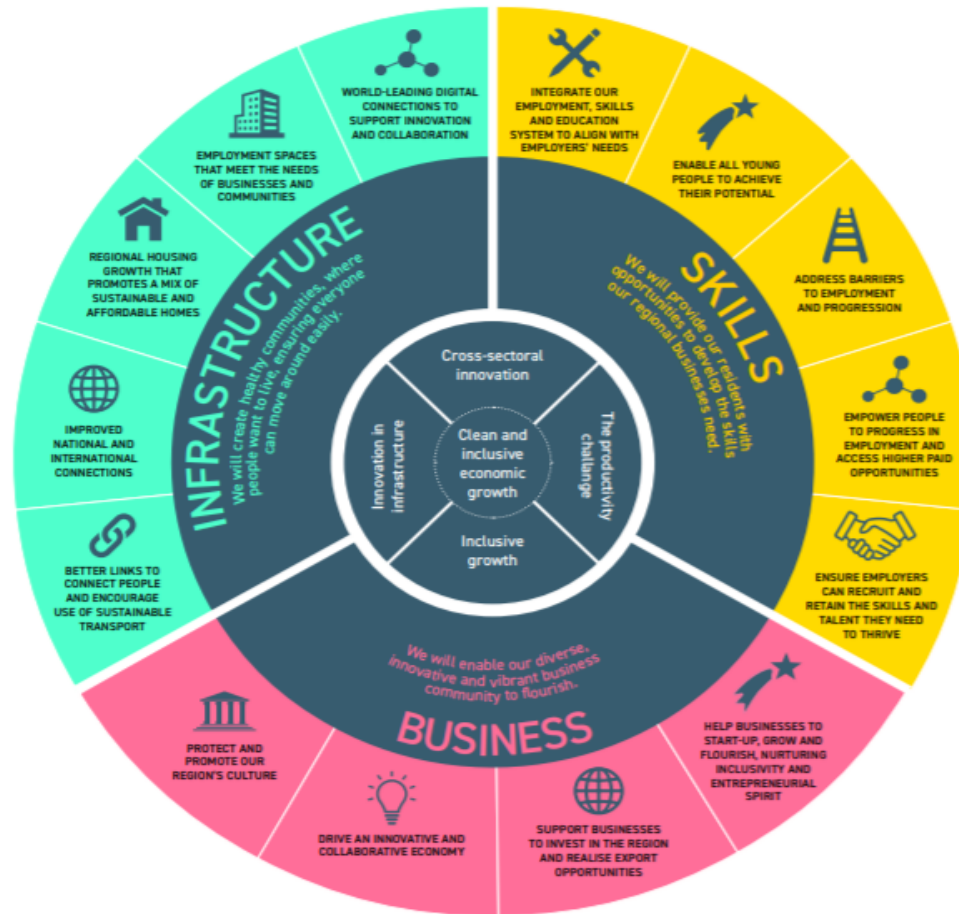 WORLD-LEADING DIGITAL
CONNECTIONS TO
SUPPORT INNOVATION
AND COLLABORATION
EMPLOYMENT SPACES
THAT MEET THE NEEDS
OF BUSINESSES AND
COMMUNITIES
REGIONAL HOUSING
GROWTH THAT
PROMOTES A MIX OF
SUSTAINABLE AND
AFFORDABLE HOMES
IMPROVED
NATIONAL AND
INTERNATIONAL
CONNECTIONS
BETTER LINKS TO
CONNECT PEOPLE
AND ENCOURAGE
USE OF SUSTAINABLE
TRANSPORT
INFRASTRUCTURE
We will create healthy communities, where
people want to live, ensuring everyone
can move around easily.
INTEGRATE OUR
EMPLOYMENT, SKILLS
AND EDUCATION
SYSTEM TO ALIGN WITH
EMPLOYERS' NEEDS
ENABLE ALL YOUNG
PEOPLE TO ACHIEVE
THEIR POTENTIAL
ADDRESS BARRIERS
TO EMPLOYMENT
AND PROGRESSION
EMPOWER PEOPLE
TO PROGRESS IN
EMPLOYMENT AND
ACCESS HIGHER PAID
OPPORTUNITIES
ENSURE EMPLOYERS
CAN RECRUIT AND
RETAIN THE SKILLS AND
TALENT THEY NEED
TO THRIVE
SKILLS
We will provide our residents with
opportunities to develop the skills
our regional businesses need.
Cross-sectoral
innovation
Innovation in
infrastructure
Clean and
inclusive
economic
growth
The productivity
challange
Inclusive
growth
We will enable our diverse,
innovative and vibrant business
community to flourish.
BUSINESS
PROTECT AND
PROMOTE OUR
REGION'S CULTURE
DRIVE AN INNOVATIVE AND
COLLABORATIVE ECONOMY
SUPPORT BUSINESSES
TO INVEST IN THE REGION
AND REALISE EXPORT
OPPORTUNITIES
HELP BUSINESSES TO
START-UP, GROW AND
FLOURISH, NURTURING
INCLUSIVITY AND
ENTREPRENEURIAL
SPIRIT